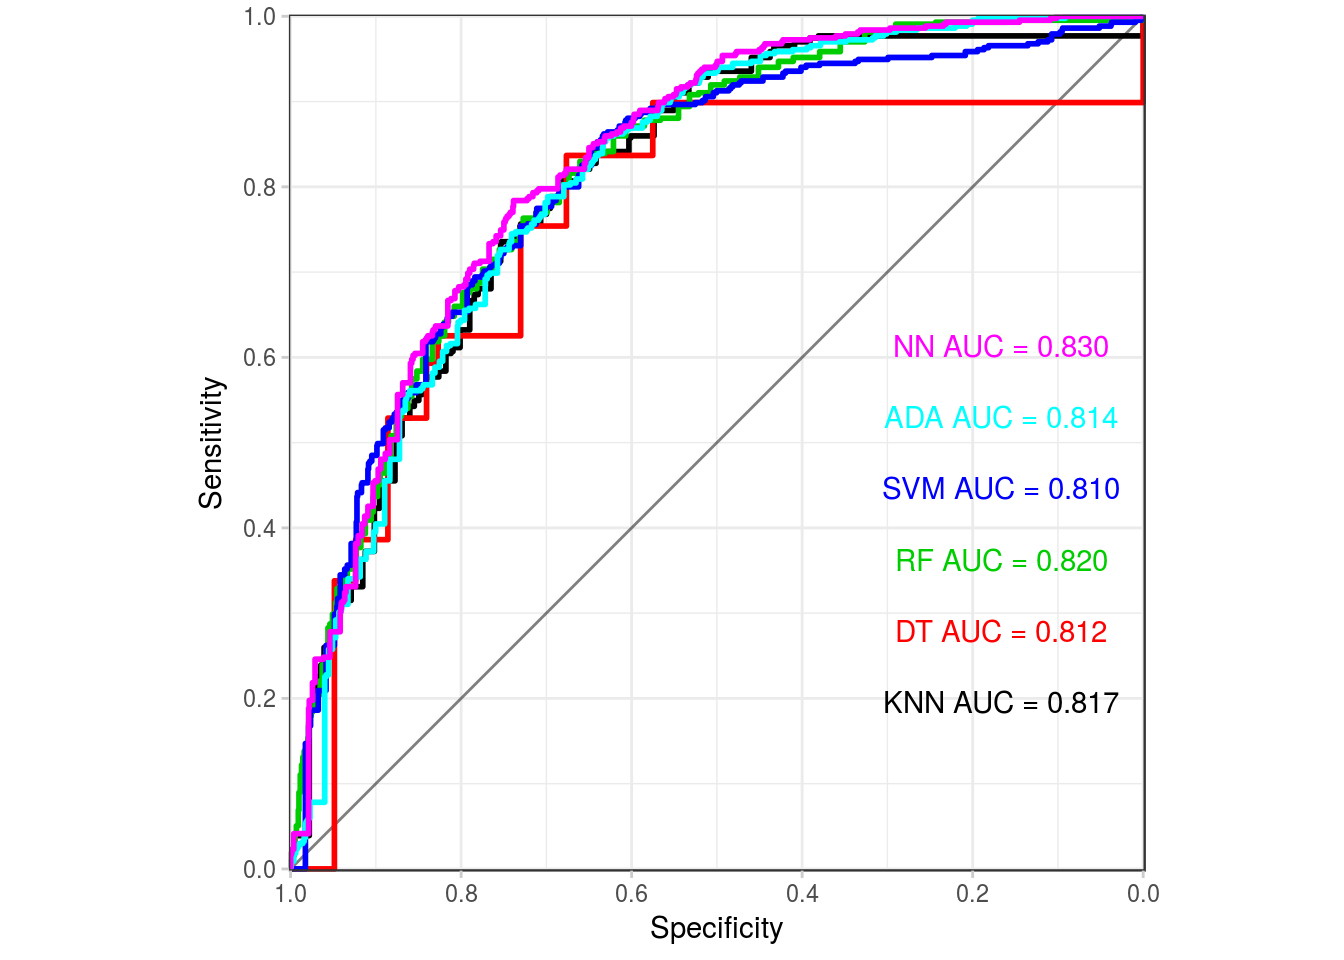 1.0
0.8
0.6
0.4
0.2
0.0
Sensitivity
NN AUC = 0.830
ADA AUC = 0.814
SVM AUC = 0.810
RF AUC = 0.820
DT AUC = 0.812
KNN AUC = 0.817
1.0 0.8 0.6 0.4 0.2 0.0
Specificity